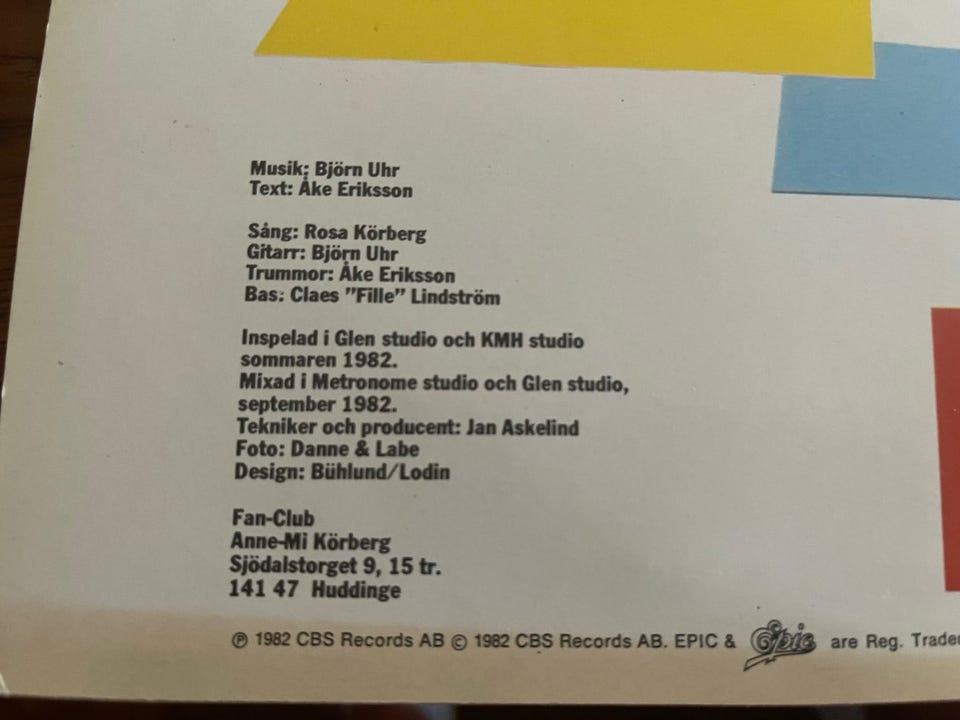 Musik: Björn Uhr
Text: Åke Eriksson
Sång: Rosa Körberg
Gitarr: Björn Uhr
Trummor: Åke Eriksson
Bas: Claes ”Fille” Lindström
Inspelad i Glen studio och KMH studio
sommaren 1982.
Mixad i Metronome studio och Glen studio,
september 1982.
Tekniker och producent: Jan Askelind
Foto: Danne & Labe
Design: Bühlund/Lodin
Fan-Club
Anne-Mi Körberg
Sjödalstorget 9, 15 tr.
141 47 Huddinge
℗ 1982 CBS Records AB © 1982 CBS Records AB. EPIC & Epic are Reg. Trade